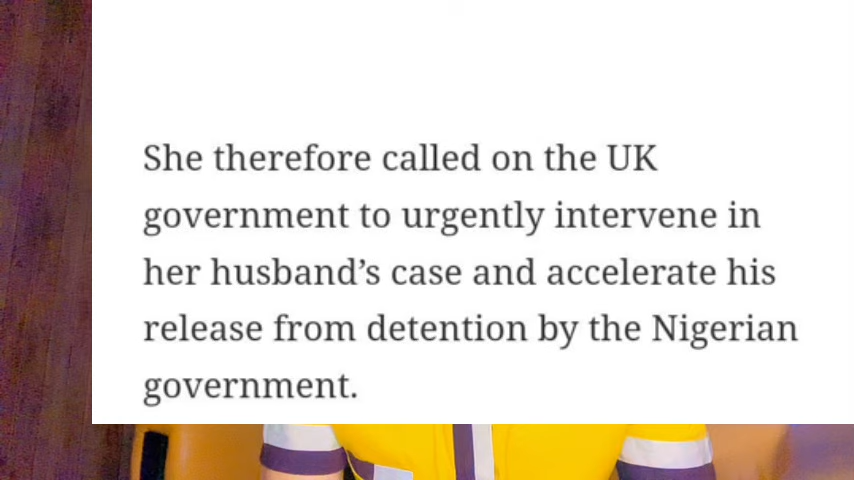 She therefore called on the UK
government to urgently intervene in
her husband’s case and accelerate his
release from detention by the Nigerian
government.